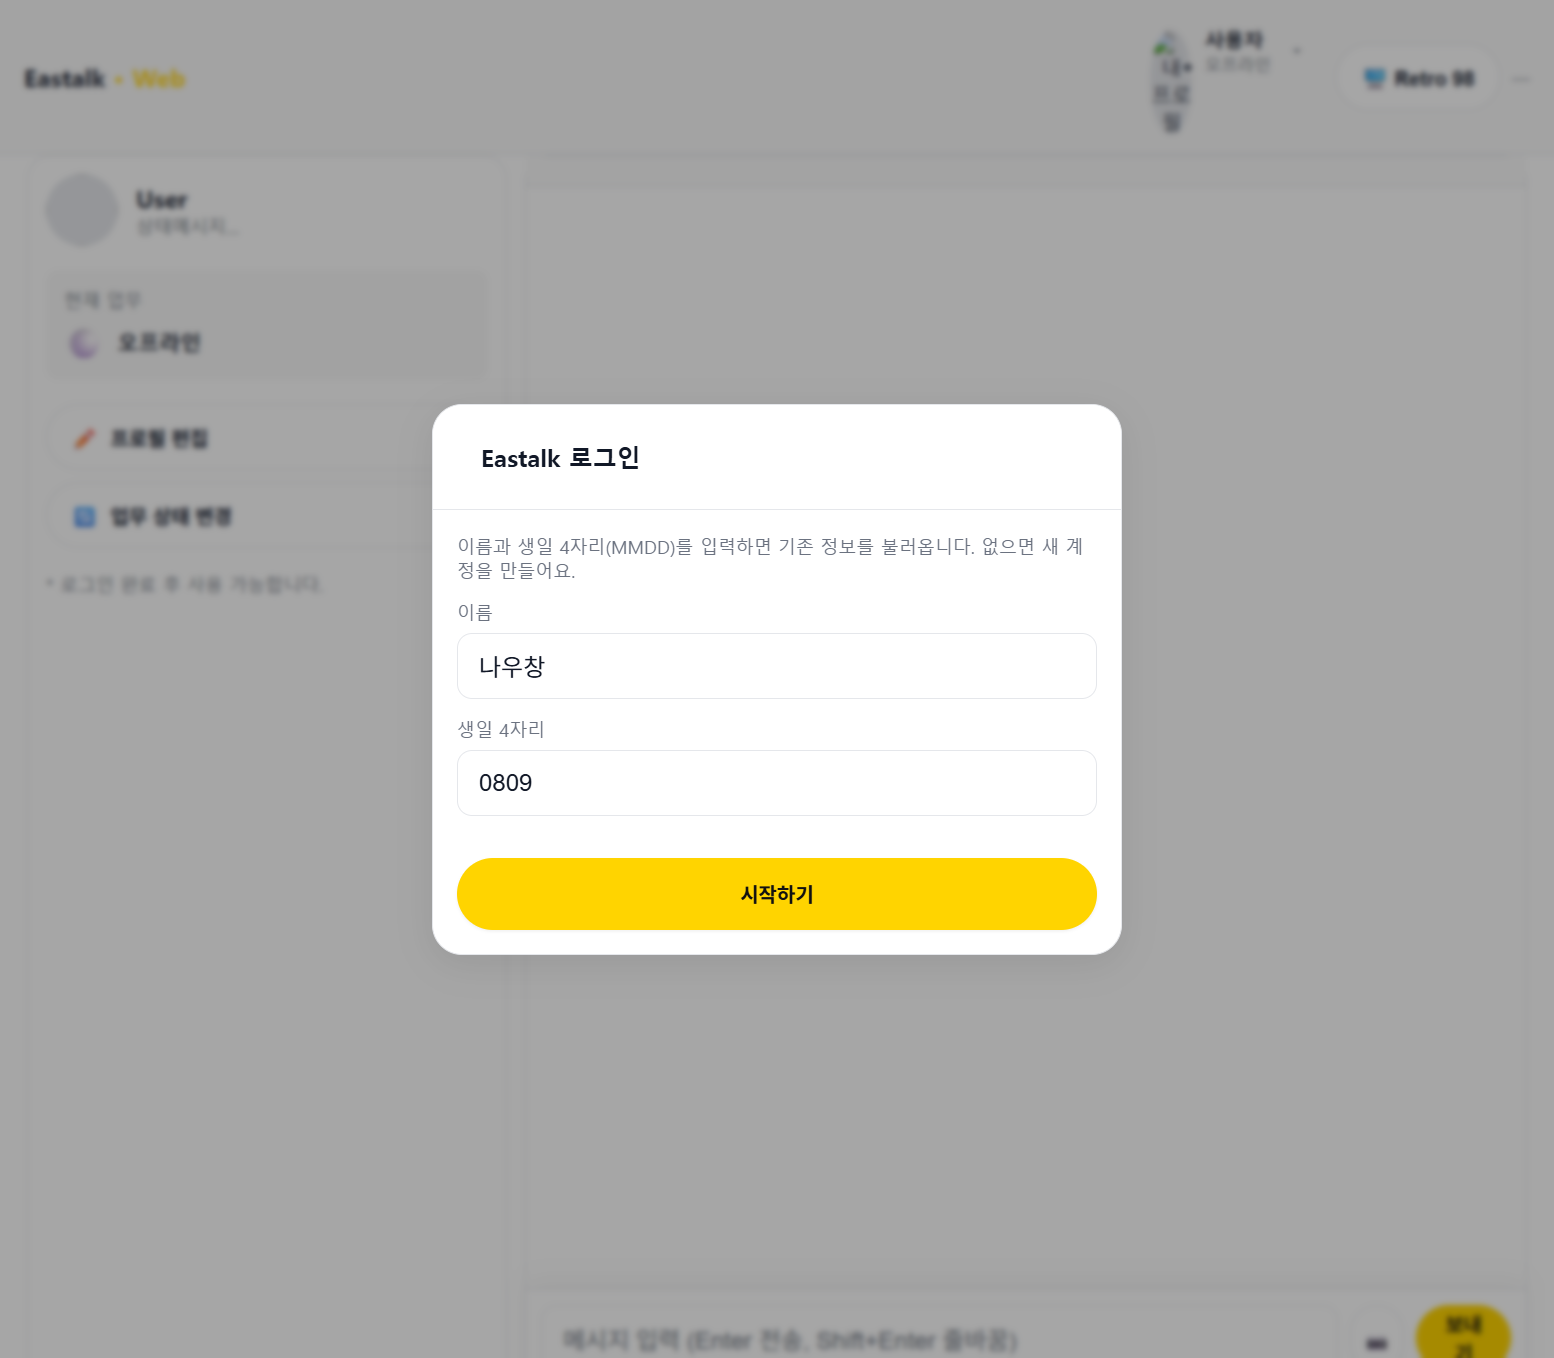 Eastalk • Web
내
프로
필
사용자
오프라인
Retro 98
User
상태메시지...
현재 업무
오프라인
프로필 편집
업무 상태 변경
* 로그인 완료 후 사용 가능합니다.
Eastalk 로그인
이름과 생일 4자리(MMDD)를 입력하면 기존 정보를 불러옵니다. 없으면 새 계
정을 만들어요.
이름
나우창
생일 4자리
0809
시작하기
메시지 입력 (Enter 전송, Shift+Enter 줄바꿈)
보내
기